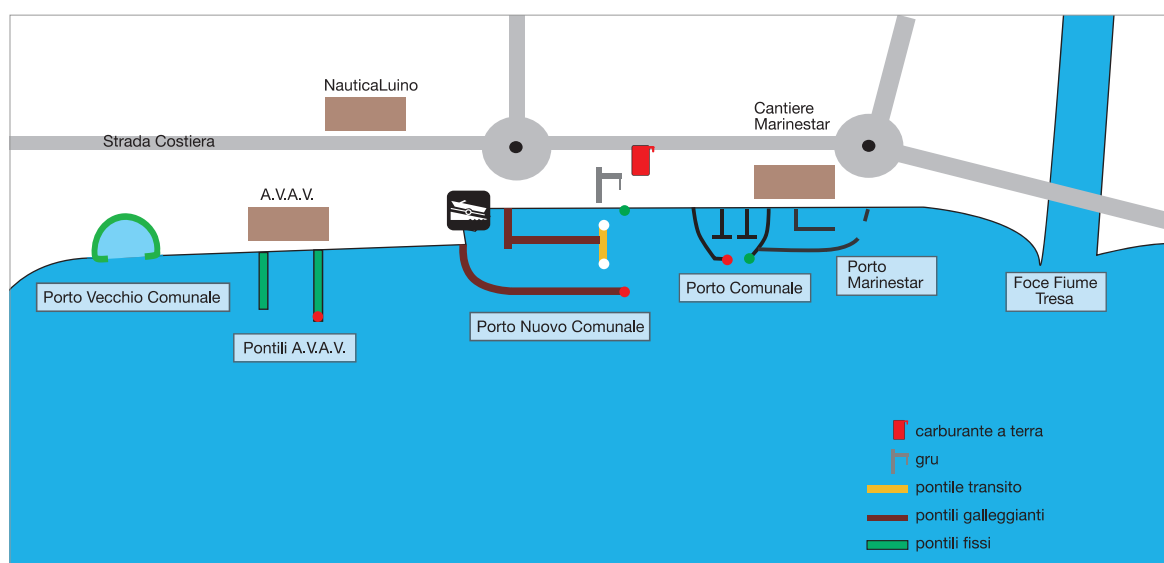 NauticaLuino
Cantiere
Marinestar
Strada Costiera
A.V.A.V.
Porto Vecchio Comunale
Pontili A.V.A.V.
Porto Nuovo Comunale
Porto Comunale
Porto
Marinestar
Foce Fiume
Tresa
carburante a terra
gru
pontile transito
pontili galleggianti
pontili fissi